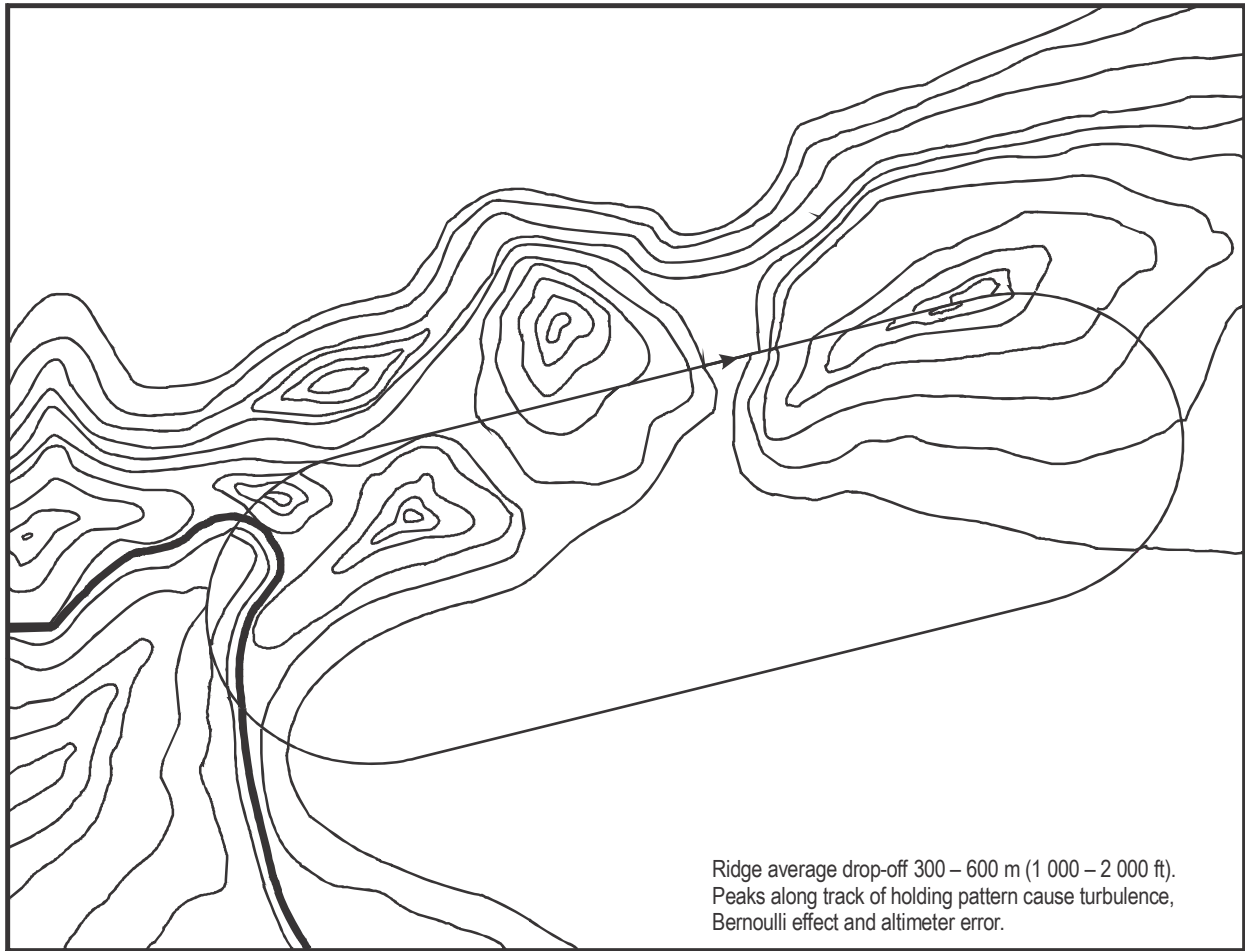 Ridge average drop-off 300 – 600 m (1 000 – 2 000 ft).
Peaks along track of holding pattern cause turbulence,
Bernoulli effect and altimeter error.